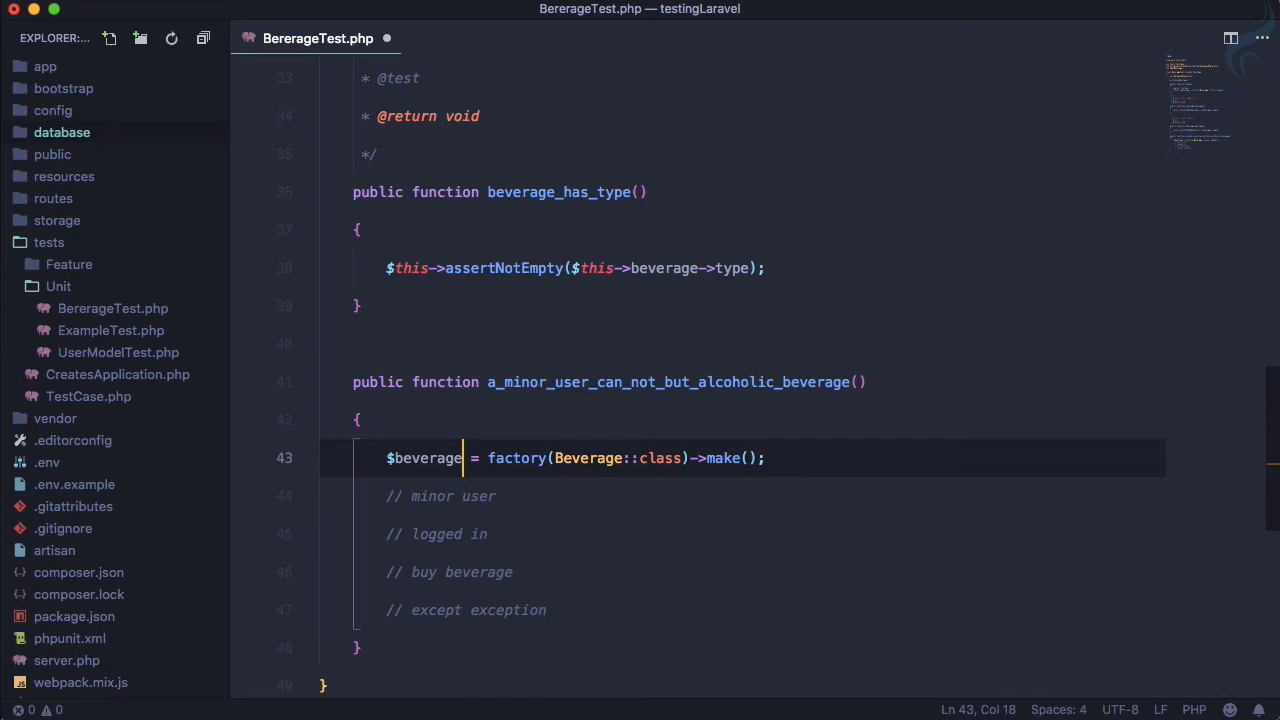 BererageTest.php — testingLaravel
EXPLORER:...
BererageTest.php
app
bootstrap
config
database
public
resources
routes
storage
tests
Feature
Unit
BererageTest.php
ExampleTest.php
UserModelTest.php
CreatesApplication.php
TestCase.php
vendor
.editorconfig
.env
.env.example
.gitattributes
.gitignore
artisan
composer.json
composer.lock
package.json
phpunit.xml
server.php
webpack.mix.js
33 * @test
34 * @return void
35 */
36 public function beverage_has_type()
37 {
38 $this->assertNotEmpty($this->beverage->type);
39 }
40
41 public function a_minor_user_can_not_but_alcoholic_beverage()
42 {
43 $beverage = factory(Beverage::class)->make();
44 // minor user
45 // logged in
46 // buy beverage
47 // except exception
48 }
49 }
0 0
Ln 43, Col 18 Spaces: 4 UTF-8 LF PHP